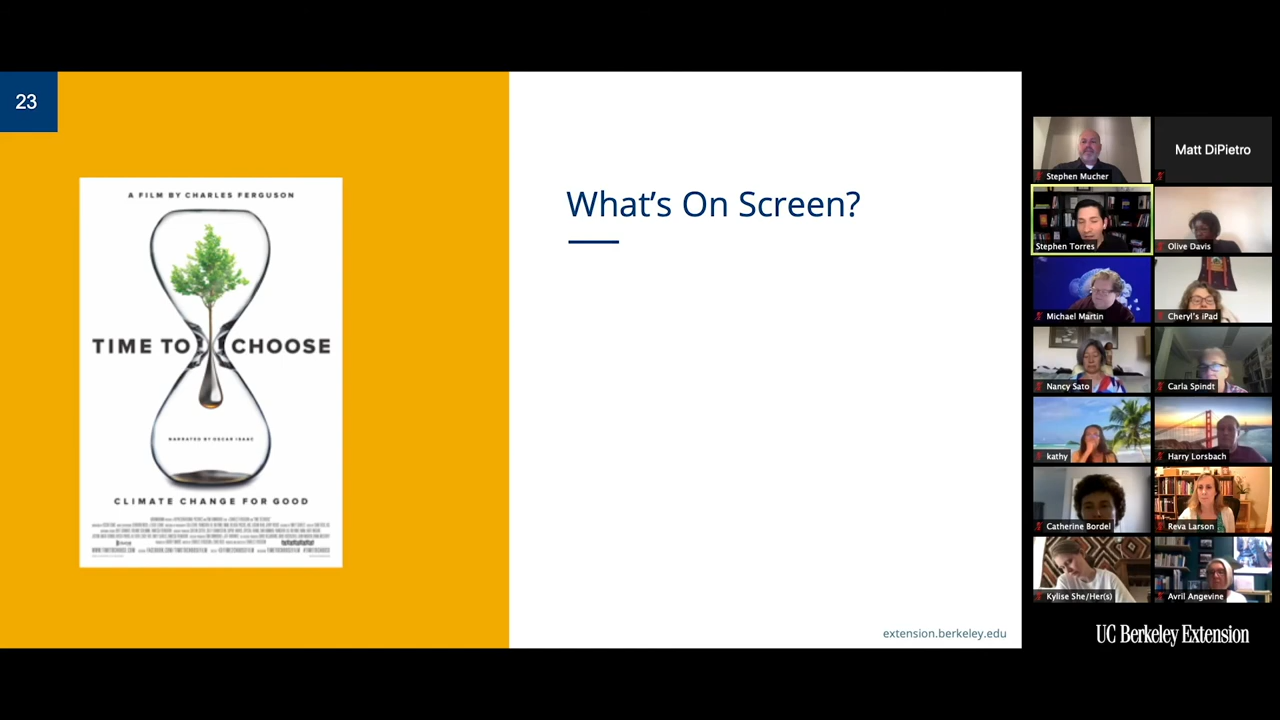 23
A FILM BY CHARLES FERGUSON
TIME TO CHOOSE
NARRATED BY OSCAR ISAAC
CLIMATE CHANGE FOR GOOD
What's On Screen?
extension.berkeley.edu
Stephen Mucher
Matt DiPietro
Stephen Torres
Olive Davis
Michael Martin
Cheryl's iPad
Nancy Sato
Carla Spindt
kathy
Harry Lorsbach
Catherine Bordel
Reva Larson
Kylise She/Her(s)
Avril Angevine
UC Berkeley Extension